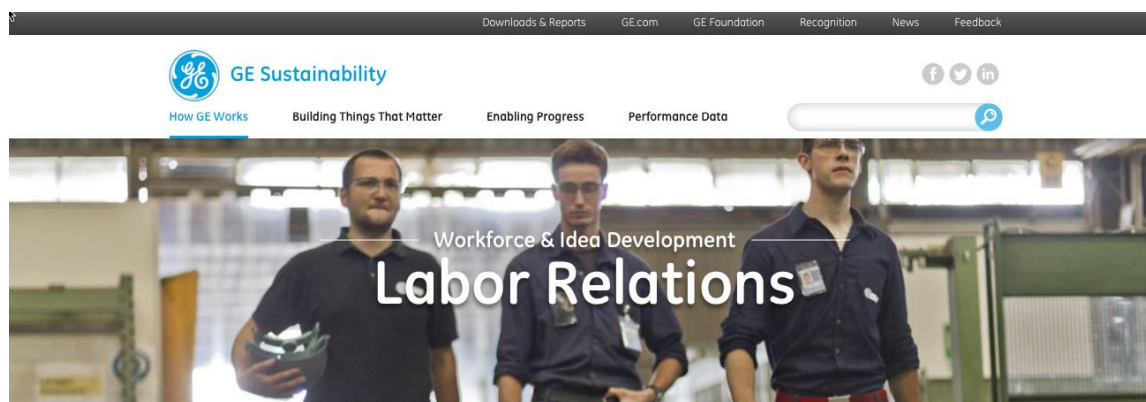 Downloads & Reports GE.com GE Foundation Recognition News Feedback
GE GE Sustainability
How GE Works Building Things That Matter Enabling Progress Performance Data
Workforce & Idea Development
Labor Relations